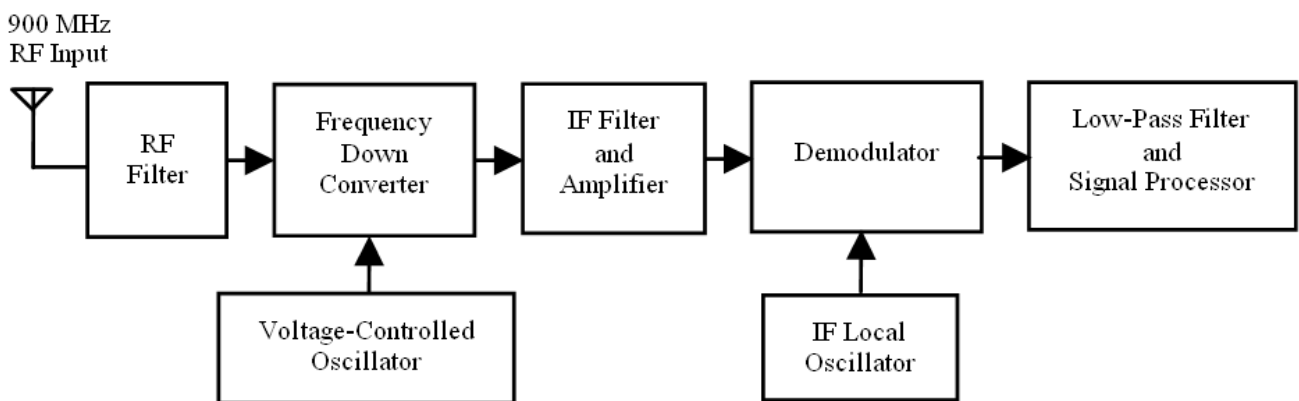 900 MHz
RF Input
RF
Filter
Frequency
Down
Converter
IF Filter
and
Amplifier
Demodulator
Low-Pass Filter
and
Signal Processor
Voltage-Controlled
Oscillator
IF Local
Oscillator